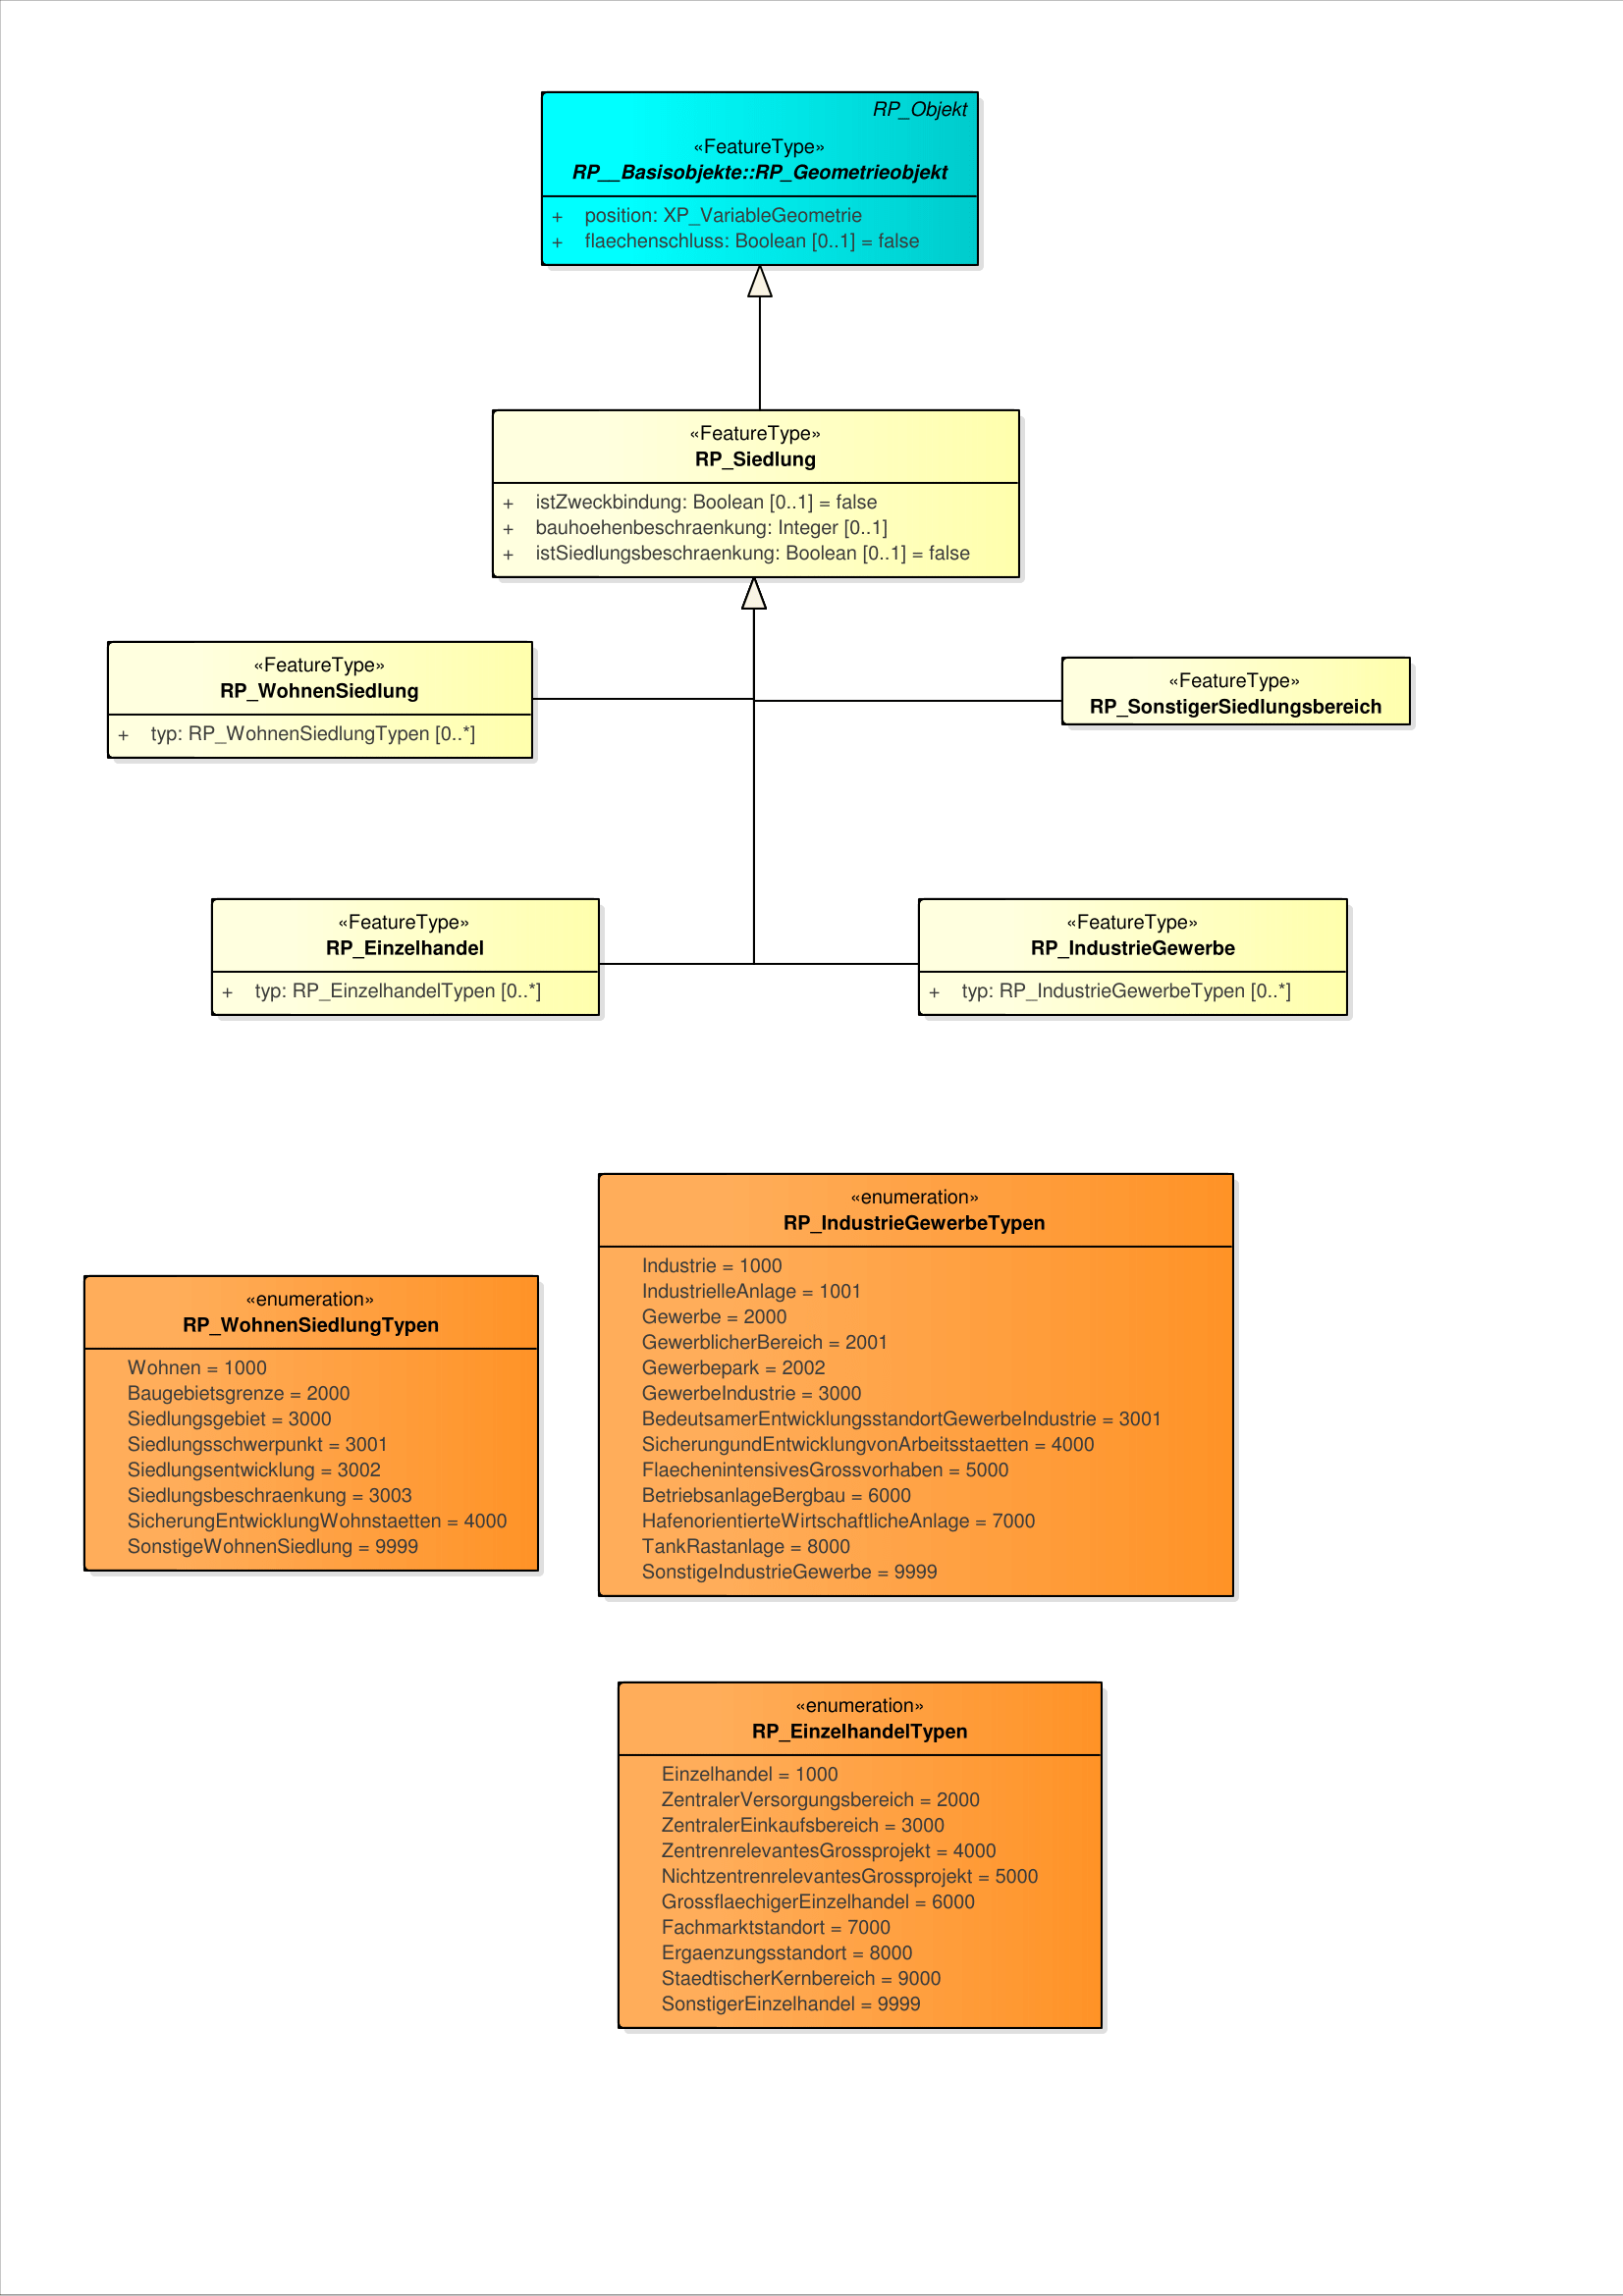 RP_Objekt
«FeatureType»
RP__Basisobjekte::RP_Geometrieobjekt
+ position: XP_VariableGeometrie
+ flaechenschluss: Boolean [0..1] = false
«FeatureType»
RP_Siedlung
+ istZweckbindung: Boolean [0..1] = false
+ bauhoehenbeschraenkung: Integer [0..1]
+ istSiedlungsbeschraenkung: Boolean [0..1] = false
«FeatureType»
RP_WohnenSiedlung
+ typ: RP_WohnenSiedlungTypen [0..*]
«FeatureType»
RP_SonstigerSiedlungsbereich
«FeatureType»
RP_Einzelhandel
+ typ: RP_EinzelhandelTypen [0..*]
«FeatureType»
RP_IndustrieGewerbe
+ typ: RP_IndustrieGewerbeTypen [0..*]
«enumeration»
RP_IndustrieGewerbeTypen
Industrie = 1000
IndustrielleAnlage = 1001
Gewerbe = 2000
GewerblicherBereich = 2001
Gewerbepark = 2002
GewerbeIndustrie = 3000
BedeutsamerEntwicklungsstandortGewerbeIndustrie = 3001
SicherungundEntwicklungvonArbeitsstaetten = 4000
FlaechenintensivesGrossvorhaben = 5000
BetriebsanlageBergbau = 6000
HafenorientierteWirtschaftlicheAnlage = 7000
TankRastanlage = 8000
SonstigeIndustrieGewerbe = 9999
«enumeration»
RP_WohnenSiedlungTypen
Wohnen = 1000
Baugebietsgrenze = 2000
Siedlungsgebiet = 3000
Siedlungsschwerpunkt = 3001
Siedlungsentwicklung = 3002
Siedlungsbeschraenkung = 3003
SicherungEntwicklungWohnstaetten = 4000
SonstigeWohnenSiedlung = 9999
«enumeration»
RP_EinzelhandelTypen
Einzelhandel = 1000
ZentralerVersorgungsbereich = 2000
ZentralerEinkaufsbereich = 3000
ZentrenrelevantesGrossprojekt = 4000
NichtzentrenrelevantesGrossprojekt = 5000
GrossflaechigerEinzelhandel = 6000
Fachmarktstandort = 7000
Ergaenzungsstandort = 8000
StaedtischerKernbereich = 9000
SonstigerEinzelhandel = 9999